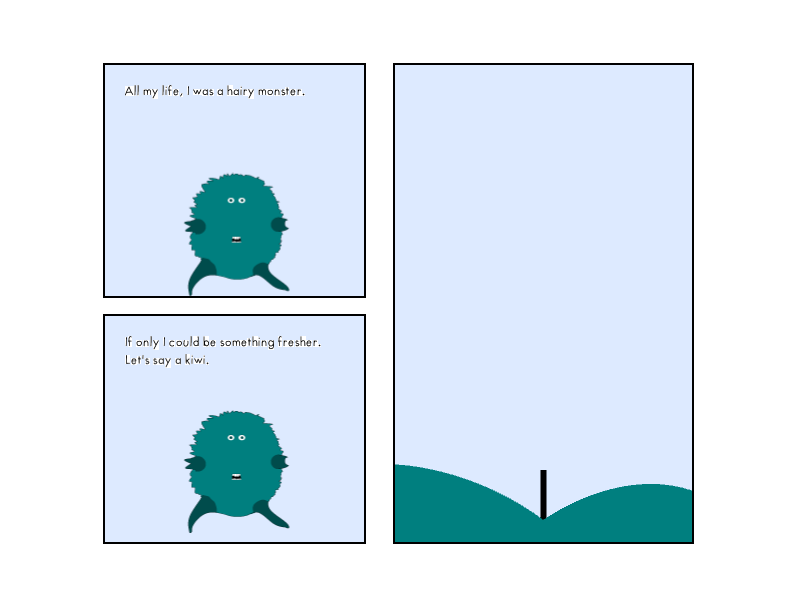 All my life, I was a hairy monster.
If only I could be something fresher.
Let's say a kiwi.